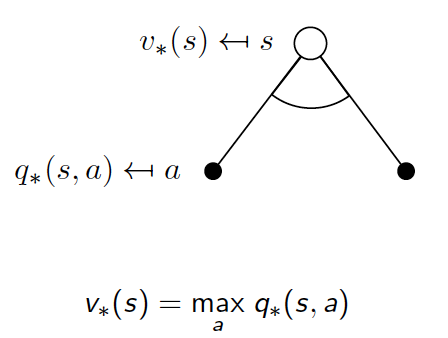 v∗(s) ↤ s
q∗(s, a) ↤ a
v∗(s) = max q∗(s, a)
a